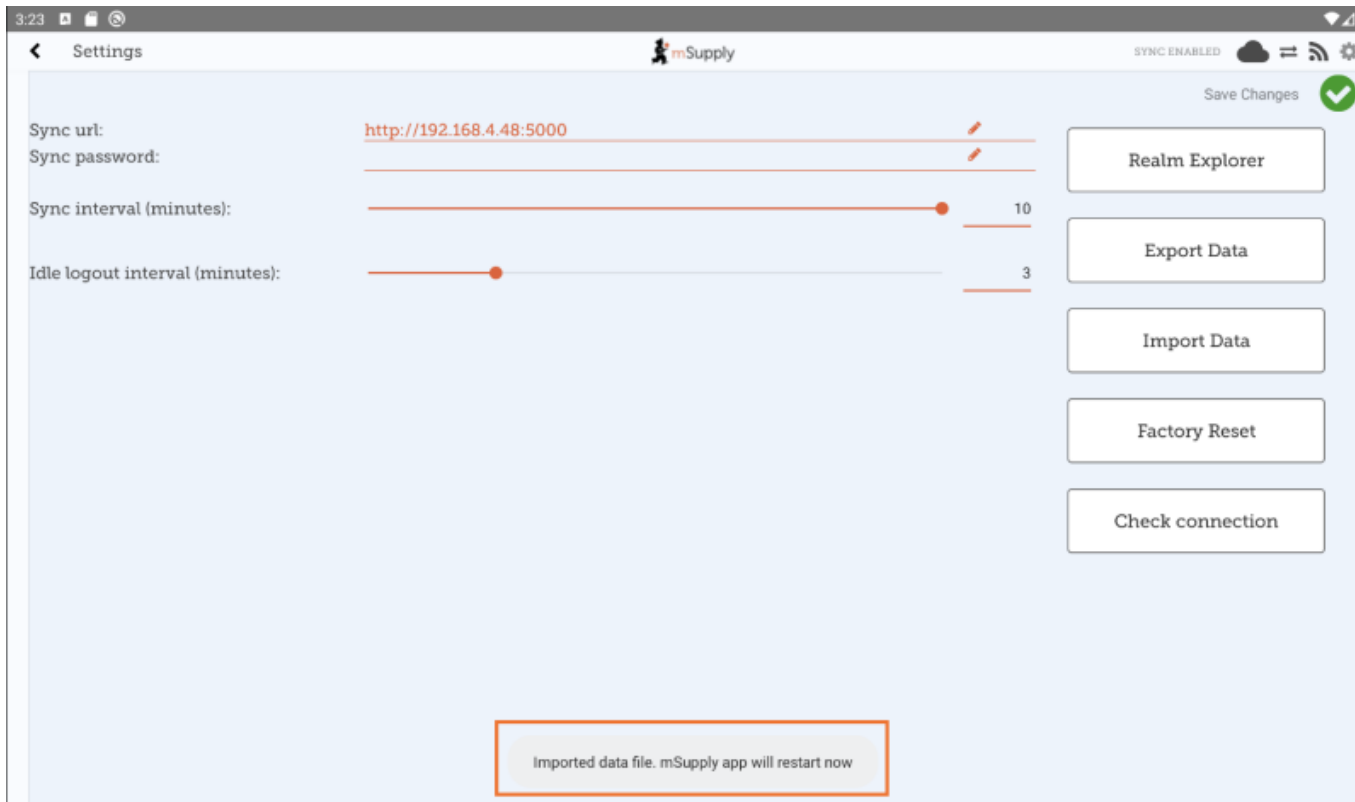 3:23
Settings
mSupply
SYNC ENABLED
Save Changes
Sync url: http://192.168.4.48:5000
Sync password:
Sync interval (minutes): 10
Idle logout interval (minutes): 3
Realm Explorer
Export Data
Import Data
Factory Reset
Check connection
Imported data file. mSupply app will restart now